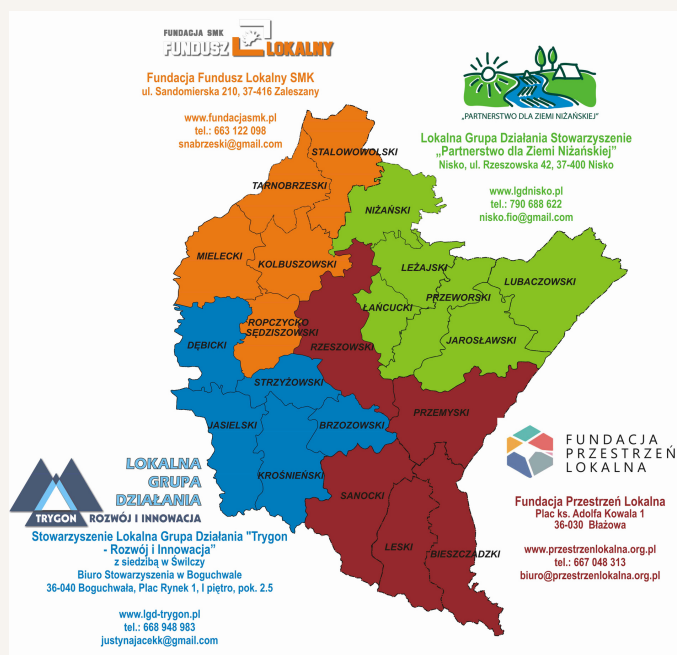 FUNDACJA SMK
FUNDUSZ LOKALNY
Fundacja Fundusz Lokalny SMK
ul. Sandomierska 210, 37-416 Zaleszany
www.fundacjasmk.pl
tel.: 663 122 098
snabrzeski@gmail.com
„PARTNERSTWO DLA ZIEMI NIŻAŃSKIEJ”
Lokalna Grupa Działania Stowarzyszenie
„Partnerstwo dla Ziemi Niżańskiej”
Nisko, ul. Rzeszowska 42, 37-400 Nisko
www.lgdnisko.pl
tel.: 790 688 622
nisko.fio@gmail.com
STALOWOWOLSKI
TARNOBRZESKI
NIŻAŃSKI
MIELECKI
KOLBUSZOWSKI
LEŻAJSKI
LUBACZOWSKI
PRZEWORSKI
ŁAŃCUCKI
ROPCZYCKO
SĘDZISZOWSKI
JAROSŁAWSKI
DĘBICKI
RZESZOWSKI
STRZYŻOWSKI
PRZEMYSKI
JASIELSKI
BRZOZOWSKI
KROŚNIEŃSKI
SANOCKI
LESKI
BIESZCZADZKI
LOKALNA
GRUPA
DZIAŁANIA
TRYGON ROZWÓJ I INNOWACJA
Stowarzyszenie Lokalna Grupa Działania "Trygon
- Rozwój i Innowacja”
z siedzibą w Świlczy
Biuro Stowarzyszenia w Boguchwale
36-040 Boguchwała, Plac Rynek 1, I piętro, pok. 2.5
www.lgd-trygon.pl
tel.: 668 948 983
justynajacekk@gmail.com
FUNDACJA
PRZESTRZEŃ
LOKALNA
Fundacja Przestrzeń Lokalna
Plac ks. Adolfa Kowala 1
36-030 Błażowa
www.przestrzenlokalna.org.pl
tel.: 667 048 313
biuro@przestrzenlokalna.org.pl